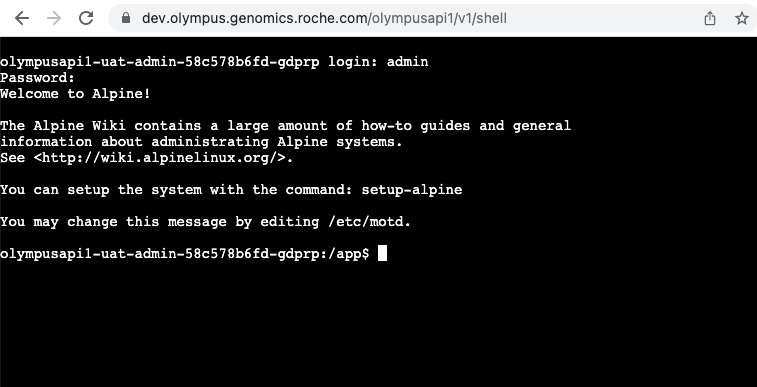 dev.olympus.genomics.roche.com/olympusapi1/v1/shell
olympusapi1-uat-admin-58c578b6fd-gdprp login: admin
Password:
Welcome to Alpine!
The Alpine Wiki contains a large amount of how-to guides and general
information about administrating Alpine systems.
See <http://wiki.alpinelinux.org/>.
You can setup the system with the command: setup-alpine
You may change this message by editing /etc/motd.
olympusapi1-uat-admin-58c578b6fd-gdprp:/app$